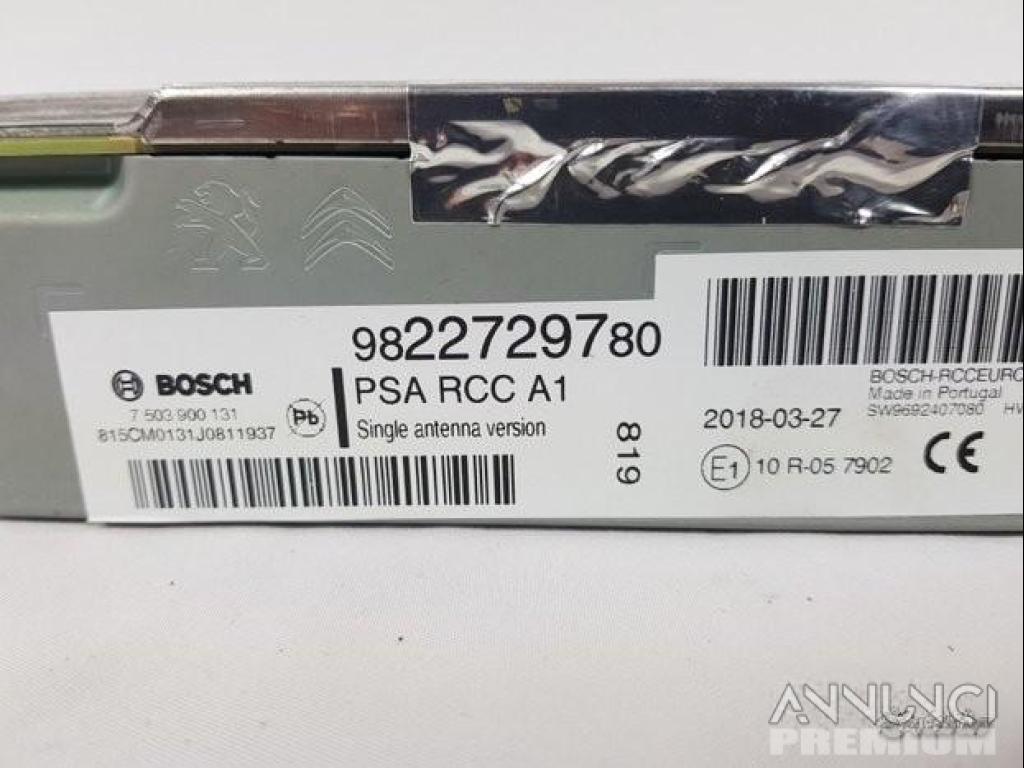 9822729780
BOSCH
PSA RCC A1
7 503 900 131
Pb
815CM0131J0811937
Single antenna version
819
BOSCH-RCCEURO
Made in Portugal
SW9692407080 HW
2018-03-27
E1 10 R-05 7902
CE
ANNUNCI
PREMIUM